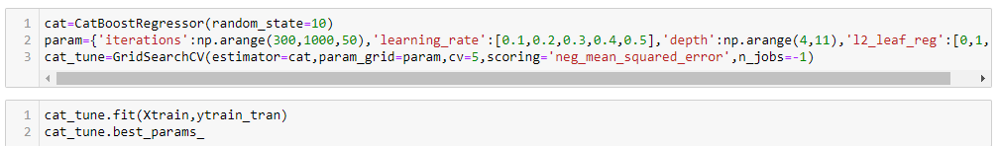 1 cat=CatBoostRegressor(random_state=10)
2 param={'iterations':np.arange(300,1000,50),'learning_rate':[0.1,0.2,0.3,0.4,0.5],'depth':np.arange(4,11),'l2_leaf_reg':[0,1,
3 cat_tune=GridSearchCV(estimator=cat,param_grid=param,cv=5,scoring='neg_mean_squared_error',n_jobs=-1)
1 cat_tune.fit(Xtrain,ytrain_tran)
2 cat_tune.best_params_